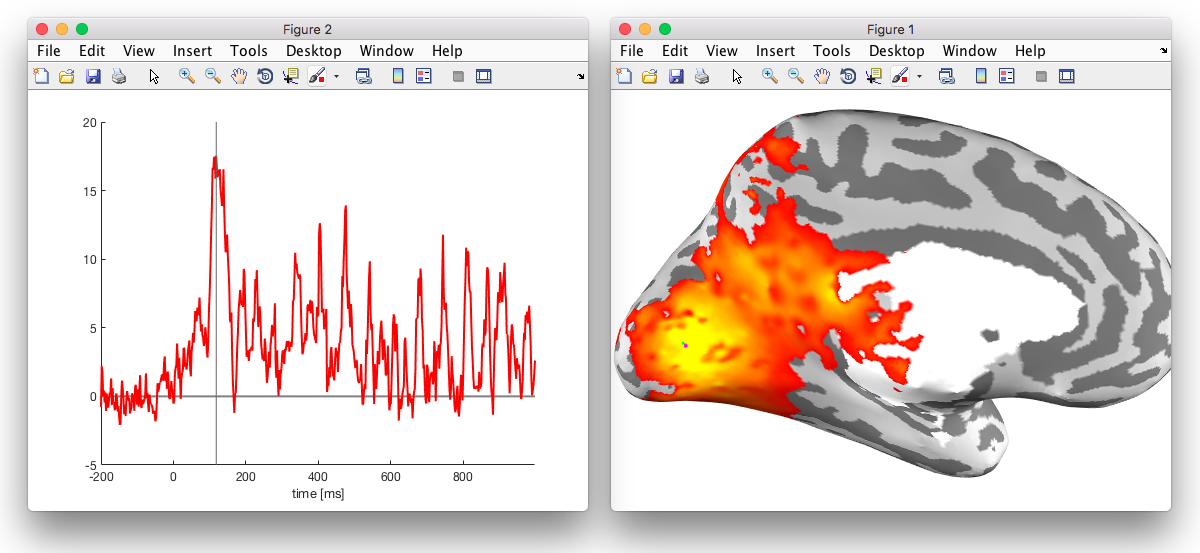 Figure 2
File Edit View Insert Tools Desktop Window Help
20
15
10
5
0
-5
-200 0 200 400 600 800
time [ms]
Figure 1
File Edit View Insert Tools Desktop Window Help